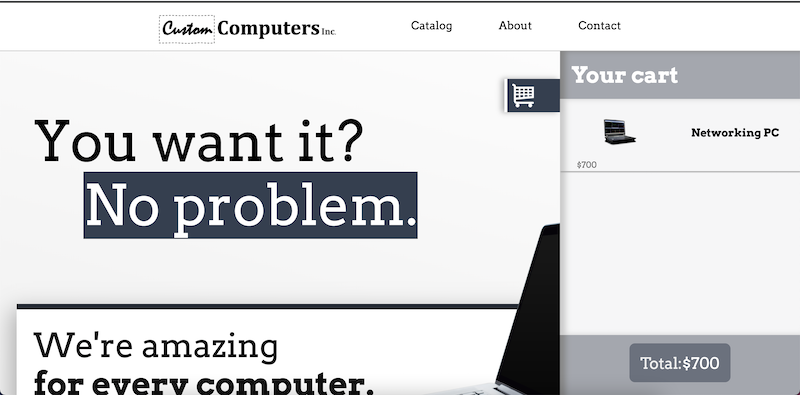 Custom Computers Inc.
Catalog
About
Contact
You want it?
No problem.
We're amazing
for every computer.
Your cart
Networking PC
$700
Total:$700